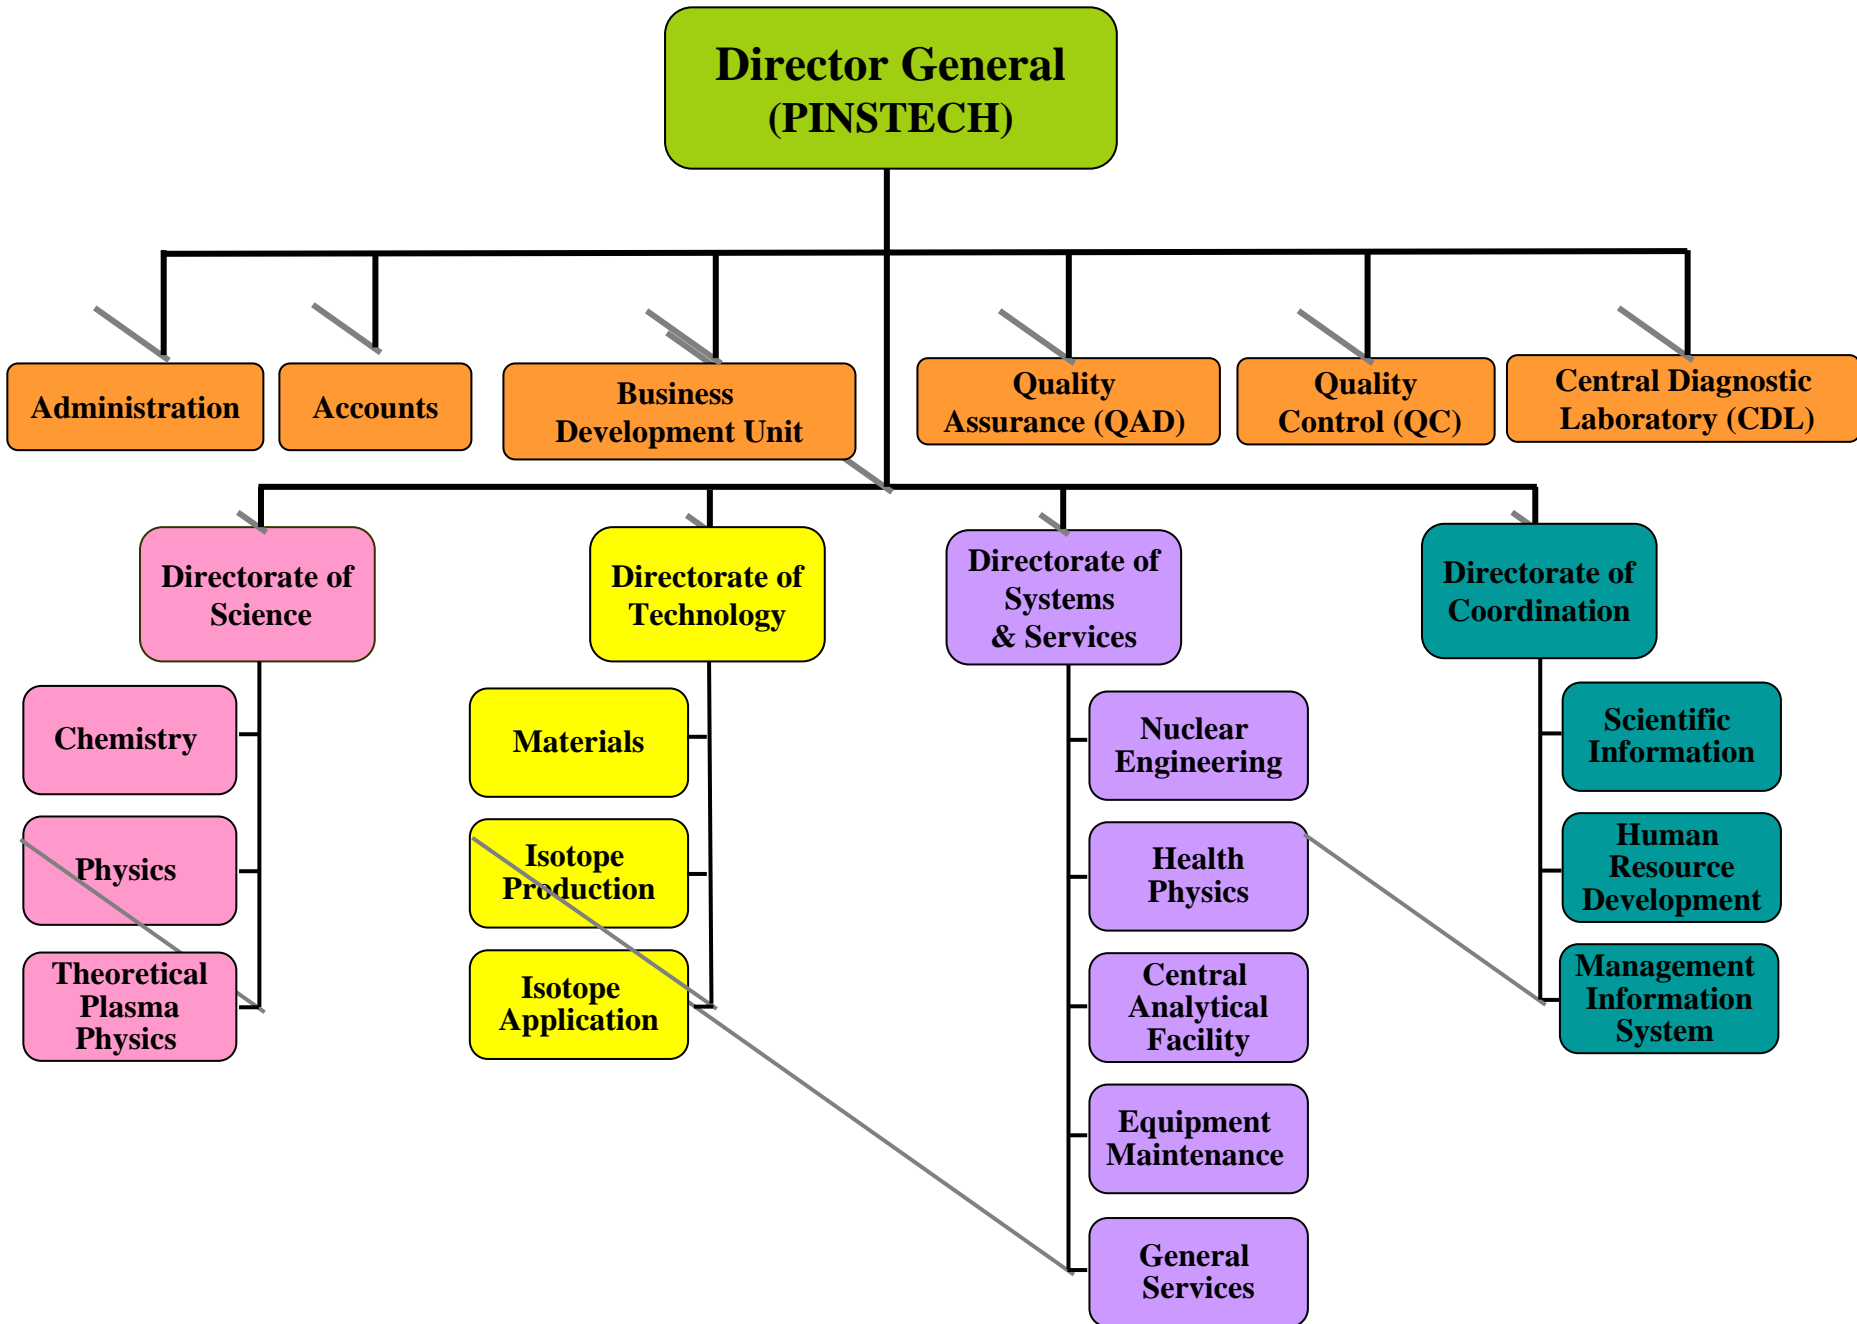 Director General
(PINSTECH)
Administration
Accounts
Business
Development Unit
Quality
Assurance (QAD)
Quality
Control (QC)
Central Diagnostic
Laboratory (CDL)
Directorate of
Science
Directorate of
Technology
Directorate of
Systems
& Services
Directorate of
Coordination
Chemistry
Physics
Theoretical
Plasma
Physics
Materials
Isotope
Production
Isotope
Application
Nuclear
Engineering
Health
Physics
Central
Analytical
Facility
Equipment
Maintenance
General
Services
Scientific
Information
Human
Resource
Development
Management
Information
System